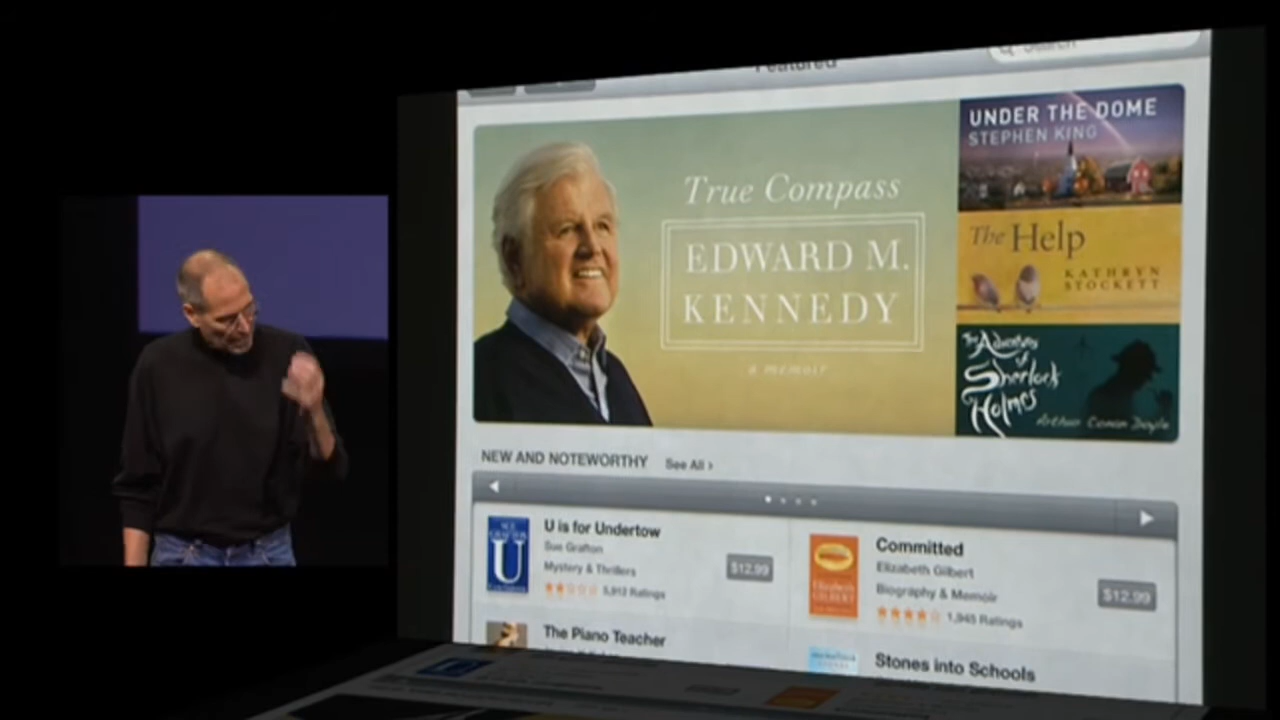 Featured
Search
True Compass
EDWARD M.
KENNEDY
a memoir
UNDER THE DOME
STEPHEN KING
The Help
KATHRYN
STOCKETT
The Adventures
of
Sherlock
Holmes
Arthur Conan Doyle
NEW AND NOTEWORTHY See All ›
U is for Undertow
Sue Grafton
Mystery & Thrillers
5,912 Ratings
$12.99
U
Committed
Elizabeth Gilbert
Biography & Memoir
1,945 Ratings
$12.99
Elizabeth
GILBERT
The Piano Teacher
Stones into Schools